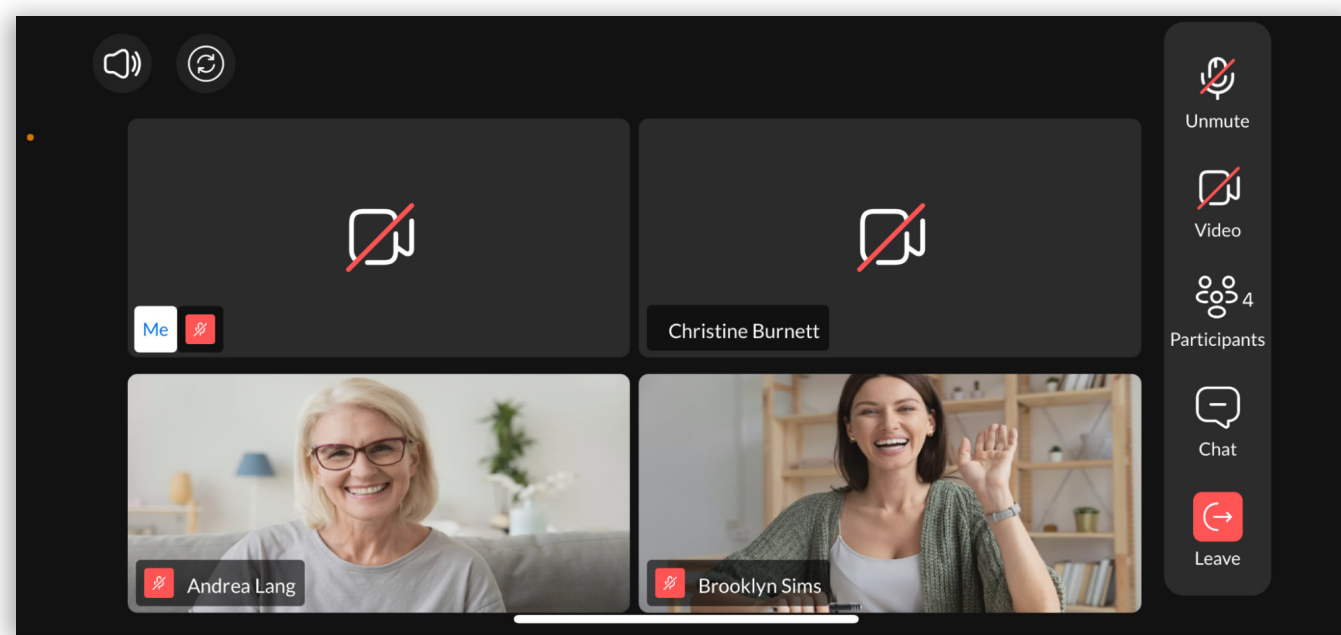 Unmute
Video
4
Participants
Chat
Leave
Me
Christine Burnett
Andrea Lang
Brooklyn Sims